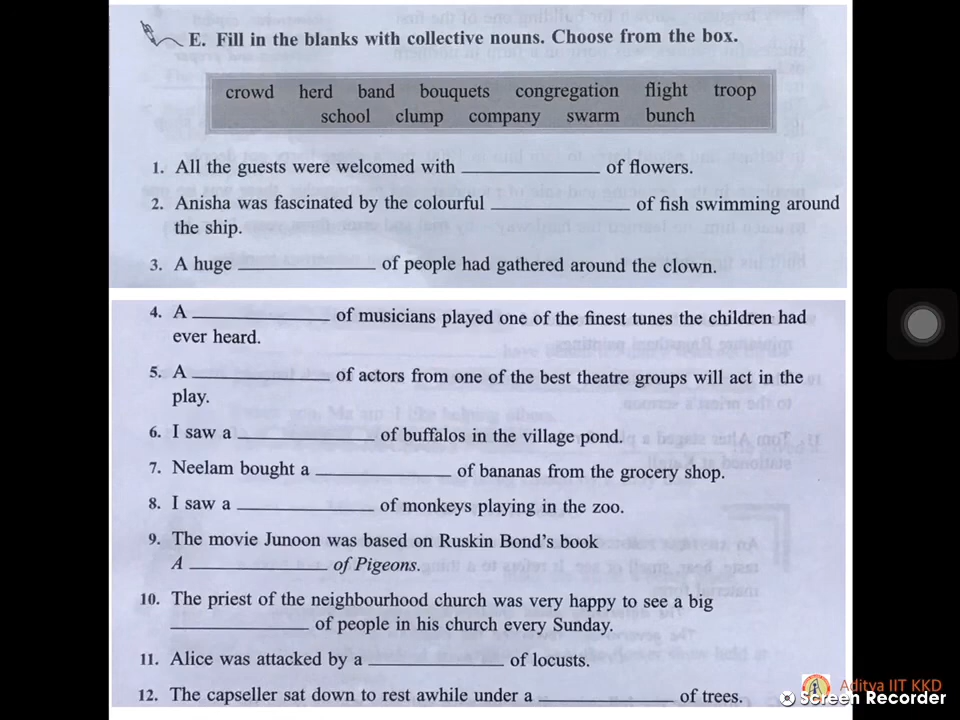 E. Fill in the blanks with collective nouns. Choose from the box.
crowd herd band bouquets congregation flight troop
school clump company swarm bunch
1. All the guests were welcomed with ____________ of flowers.
2. Anisha was fascinated by the colourful ____________ of fish swimming around
the ship.
3. A huge ____________ of people had gathered around the clown.
4. A ____________ of musicians played one of the finest tunes the children had
ever heard.
5. A ____________ of actors from one of the best theatre groups will act in the
play.
6. I saw a ____________ of buffalos in the village pond.
7. Neelam bought a ____________ of bananas from the grocery shop.
8. I saw a ____________ of monkeys playing in the zoo.
9. The movie Junoon was based on Ruskin Bond's book
A ____________ of Pigeons.
10. The priest of the neighbourhood church was very happy to see a big
____________ of people in his church every Sunday.
11. Alice was attacked by a ____________ of locusts.
12. The capseller sat down to rest awhile under a ____________ of trees.
Aditya IIT KKD
Screen Recorder